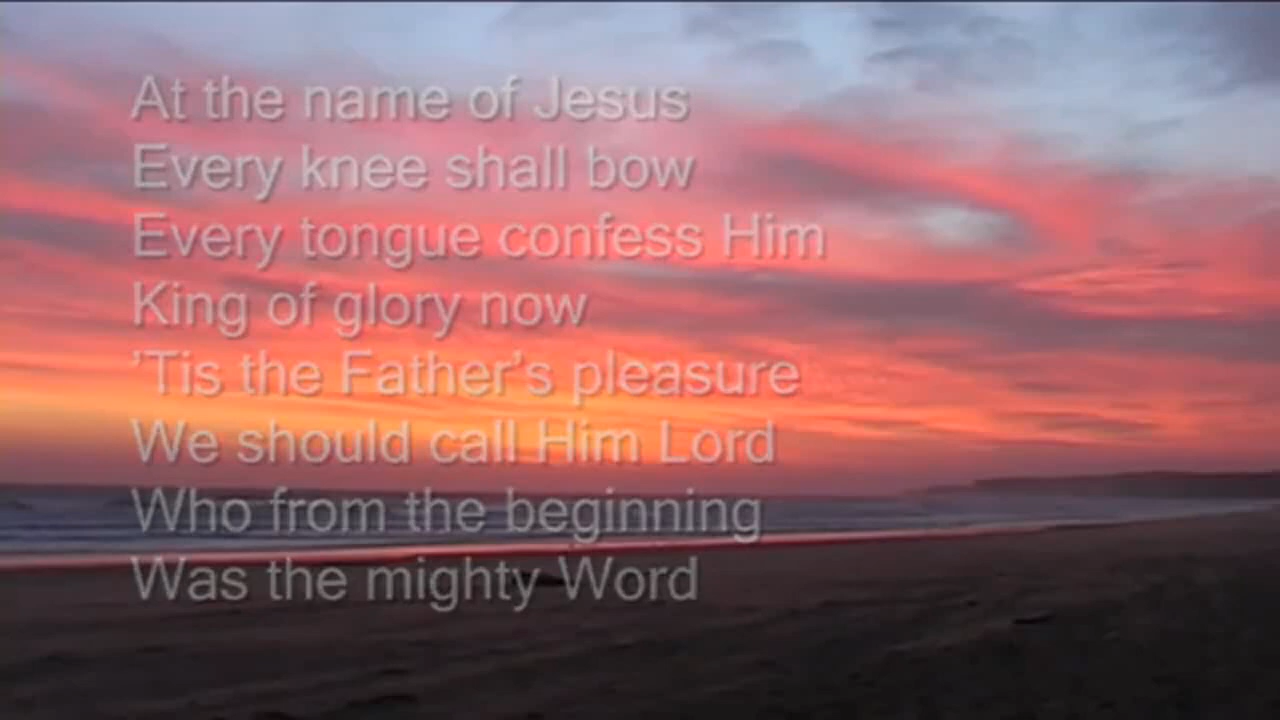 At the name of Jesus
Every knee shall bow
Every tongue confess Him
King of glory now
’Tis the Father’s pleasure
We should call Him Lord
Who from the beginning
Was the mighty Word